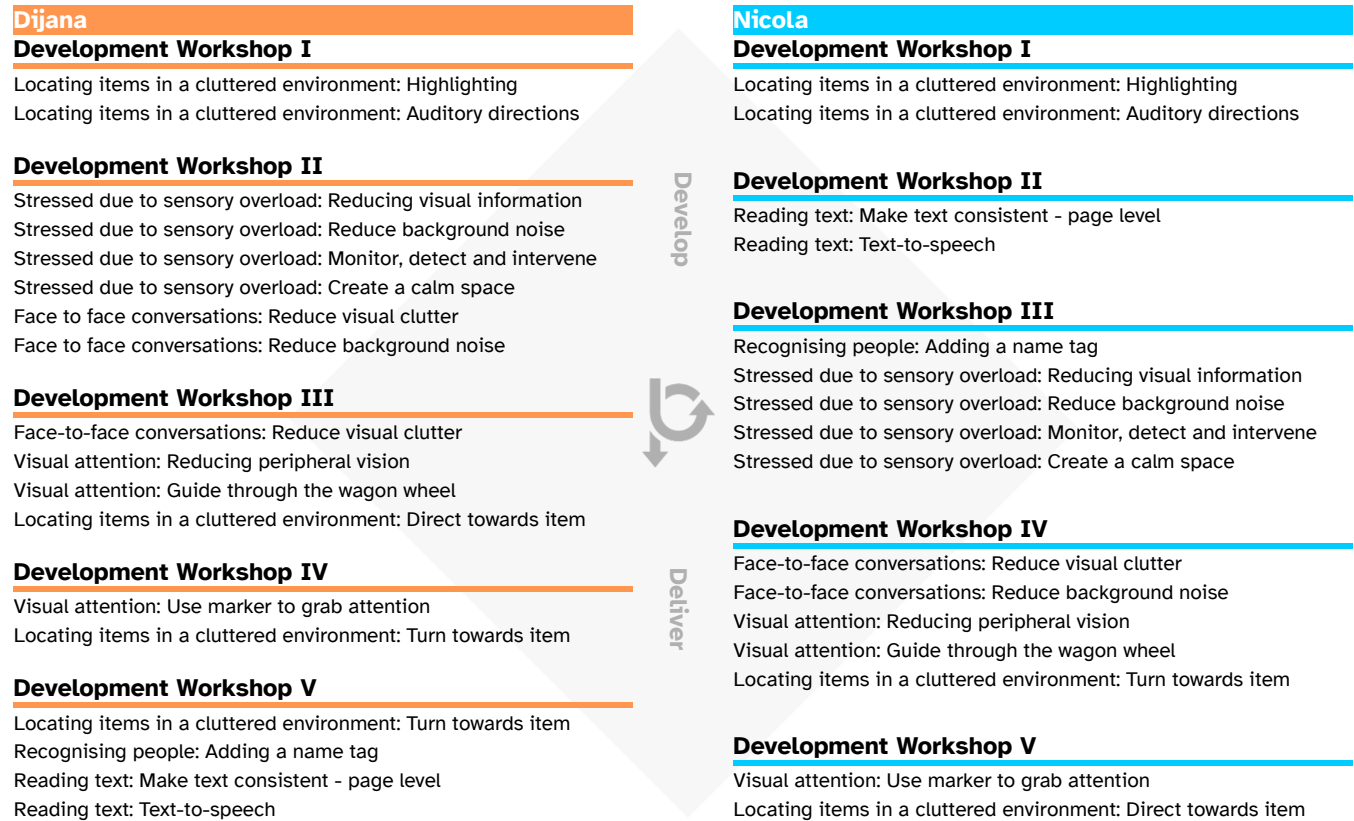 Dijana
Development Workshop I
Locating items in a cluttered environment: Highlighting
Locating items in a cluttered environment: Auditory directions
Development Workshop II
Stressed due to sensory overload: Reducing visual information
Stressed due to sensory overload: Reduce background noise
Stressed due to sensory overload: Monitor, detect and intervene
Stressed due to sensory overload: Create a calm space
Face to face conversations: Reduce visual clutter
Face to face conversations: Reduce background noise
Development Workshop III
Face-to-face conversations: Reduce visual clutter
Visual attention: Reducing peripheral vision
Visual attention: Guide through the wagon wheel
Locating items in a cluttered environment: Direct towards item
Development Workshop IV
Visual attention: Use marker to grab attention
Locating items in a cluttered environment: Turn towards item
Development Workshop V
Locating items in a cluttered environment: Turn towards item
Recognising people: Adding a name tag
Reading text: Make text consistent - page level
Reading text: Text-to-speech
Develop
Deliver
Nicola
Development Workshop I
Locating items in a cluttered environment: Highlighting
Locating items in a cluttered environment: Auditory directions
Development Workshop II
Reading text: Make text consistent - page level
Reading text: Text-to-speech
Development Workshop III
Recognising people: Adding a name tag
Stressed due to sensory overload: Reducing visual information
Stressed due to sensory overload: Reduce background noise
Stressed due to sensory overload: Monitor, detect and intervene
Stressed due to sensory overload: Create a calm space
Development Workshop IV
Face-to-face conversations: Reduce visual clutter
Face-to-face conversations: Reduce background noise
Visual attention: Reducing peripheral vision
Visual attention: Guide through the wagon wheel
Locating items in a cluttered environment: Turn towards item
Development Workshop V
Visual attention: Use marker to grab attention
Locating items in a cluttered environment: Direct towards item